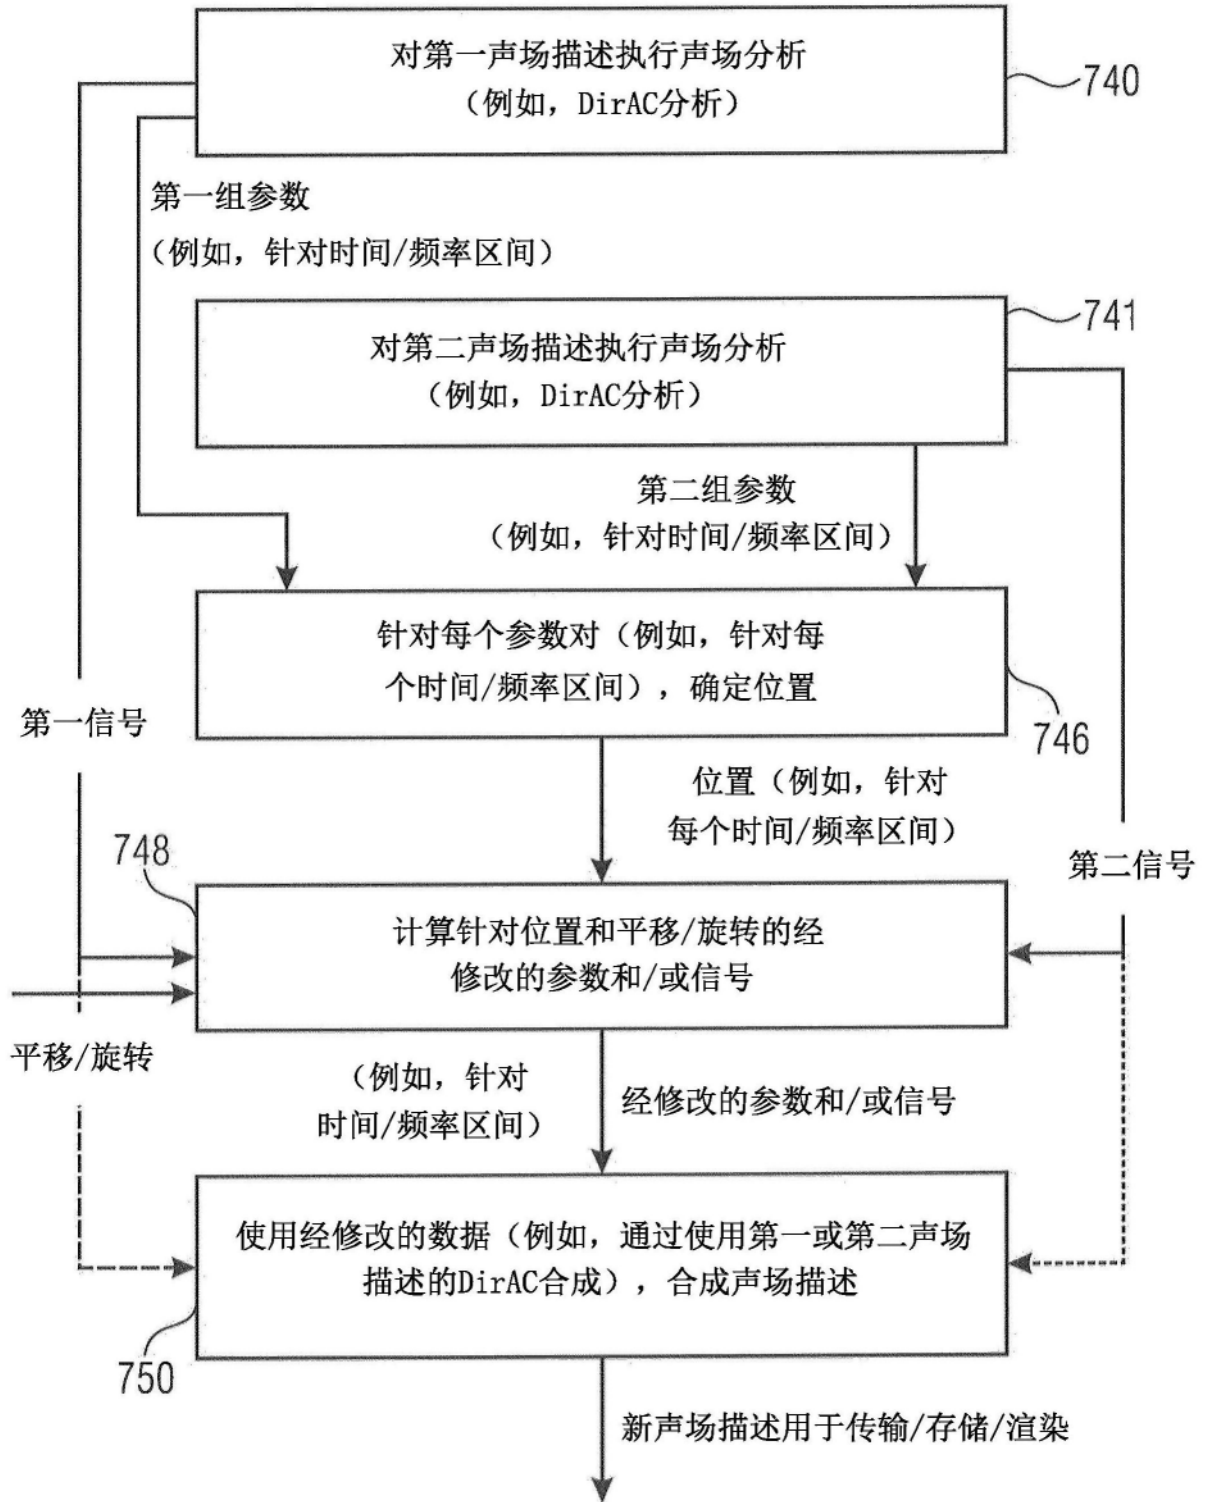 对第一声场描述执行声场分析
（例如，DirAC分析）
740
第一组参数
（例如，针对时间/频率区间）
741
对第二声场描述执行声场分析
（例如，DirAC分析）
第二组参数
（例如，针对时间/频率区间）
针对每个参数对（例如，针对每
个时间/频率区间），确定位置
746
第一信号
位置（例如，针对
每个时间/频率区间）
748
第二信号
计算针对位置和平移/旋转的经
修改的参数和/或信号
平移/旋转
（例如，针对
时间/频率区间）
经修改的参数和/或信号
使用经修改的数据（例如，通过使用第一或第二声场
描述的DirAC合成），合成声场描述
750
新声场描述用于传输/存储/渲染